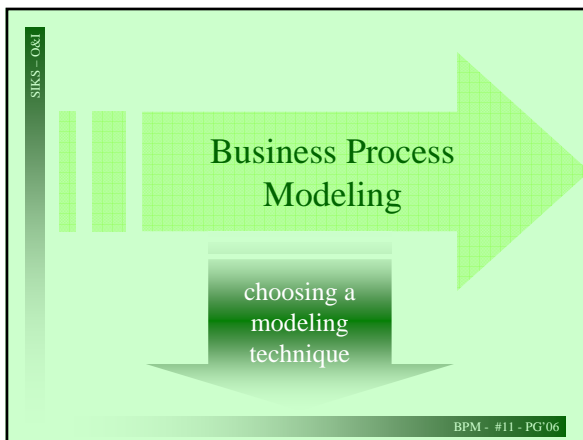 SIKS – O&I
Business Process
Modeling
choosing a
modeling
technique
BPM - #11 - PG'06